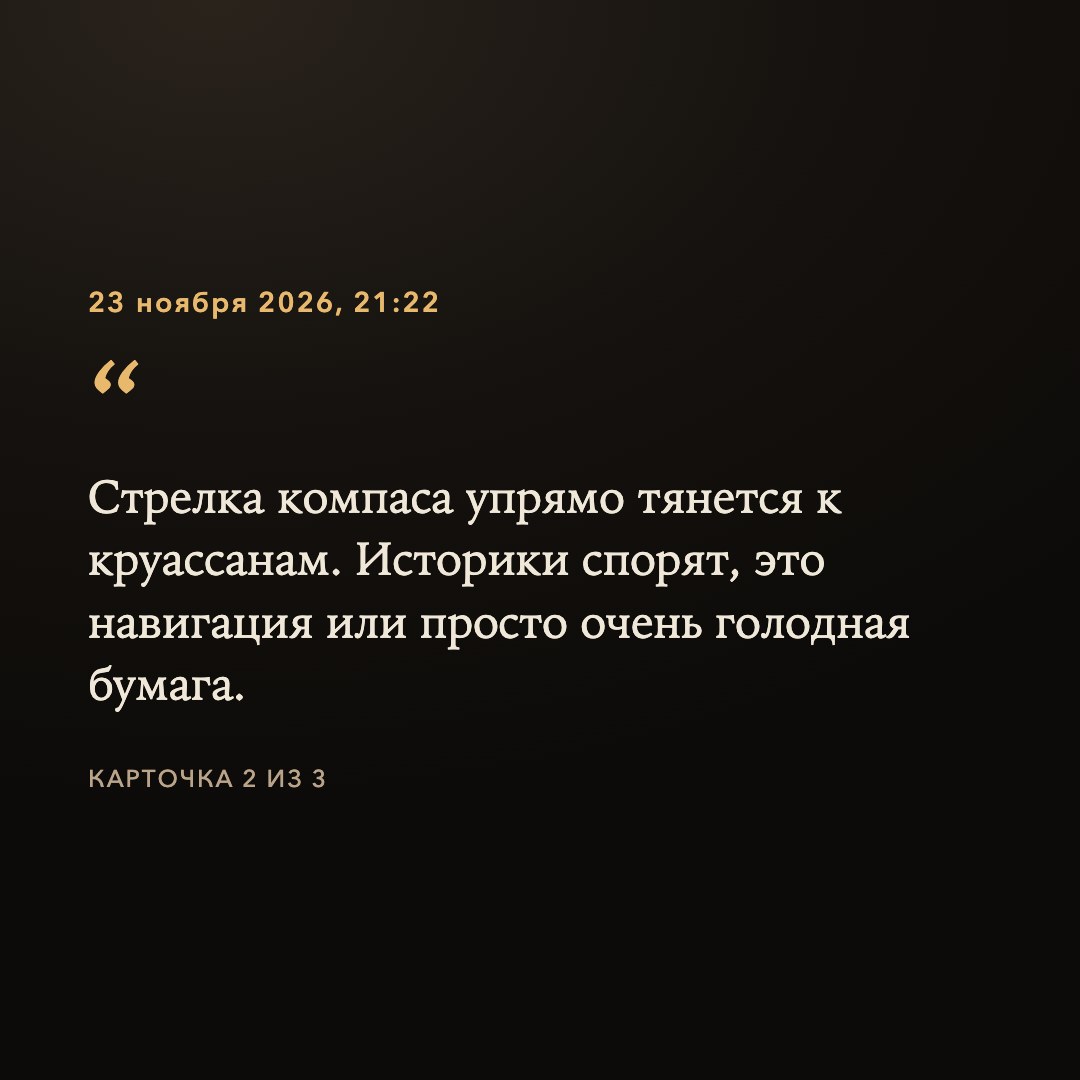 23 ноября 2026, 21:22
“
Стрелка компаса упрямо тянется к
круассанам. Историки спорят, это
навигация или просто очень голодная
бумага.
КАРТОЧКА 2 ИЗ 3